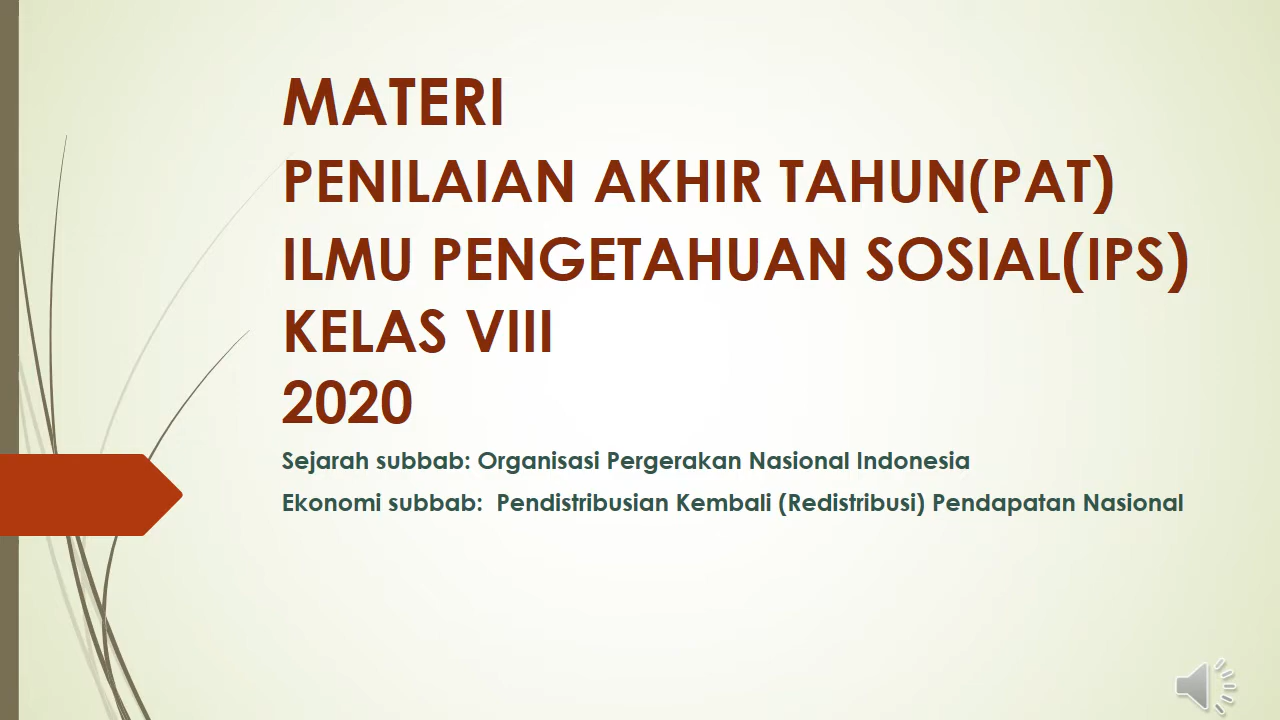 MATERI
PENILAIAN AKHIR TAHUN(PAT)
ILMU PENGETAHUAN SOSIAL(IPS)
KELAS VIII
2020
Sejarah subbab: Organisasi Pergerakan Nasional Indonesia
Ekonomi subbab: Pendistribusian Kembali (Redistribusi) Pendapatan Nasional